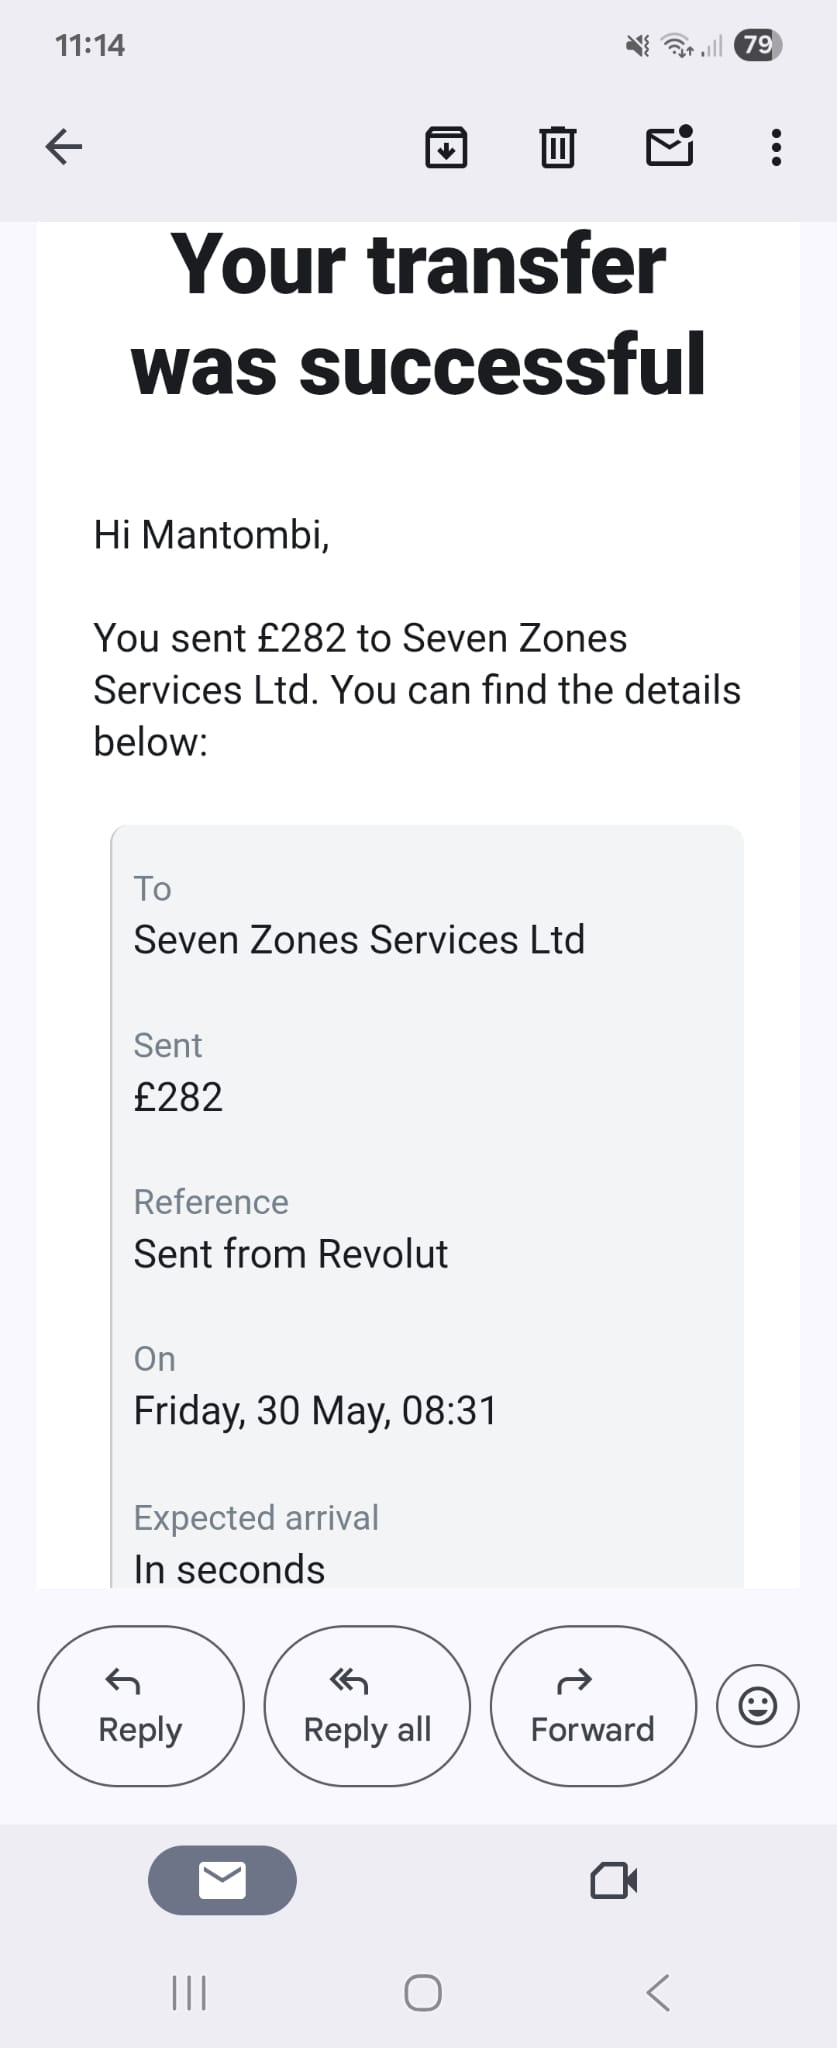 11:14
79
Your transfer
was successful
Hi Mantombi,
You sent £282 to Seven Zones
Services Ltd. You can find the details
below:
To
Seven Zones Services Ltd
Sent
£282
Reference
Sent from Revolut
On
Friday, 30 May, 08:31
Expected arrival
In seconds
Reply
Reply all
Forward